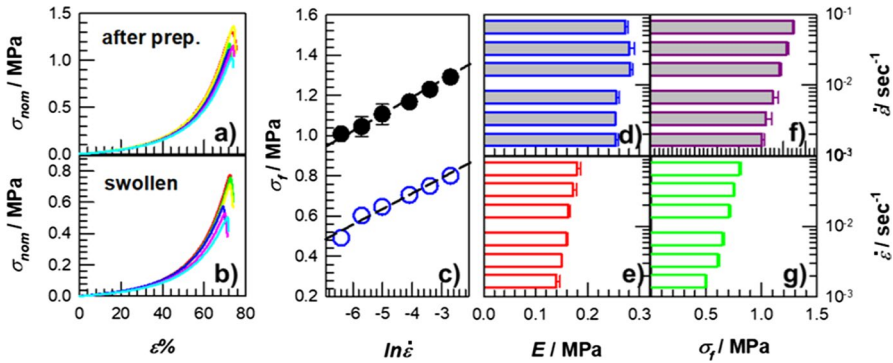 σnom / MPa
1.5
1.0
0.5
0.0
after prep.
a)
σnom / MPa
0.8
0.6
0.4
0.2
0.0
swollen
b)
0 20 40 60 80
ε%
σf / MPa
1.6
1.4
1.2
1.0
0.8
0.6
0.4
0.2
c)
-6 -5 -4 -3
lnε̇
d)
e)
0.0 0.1 0.2 0.3
E / MPa
f)
g)
0.5 1.0 1.5
σf / MPa
10-1
10-2
10-3
ε̇ / sec-1
10-2
10-3
ε̇ / sec-1